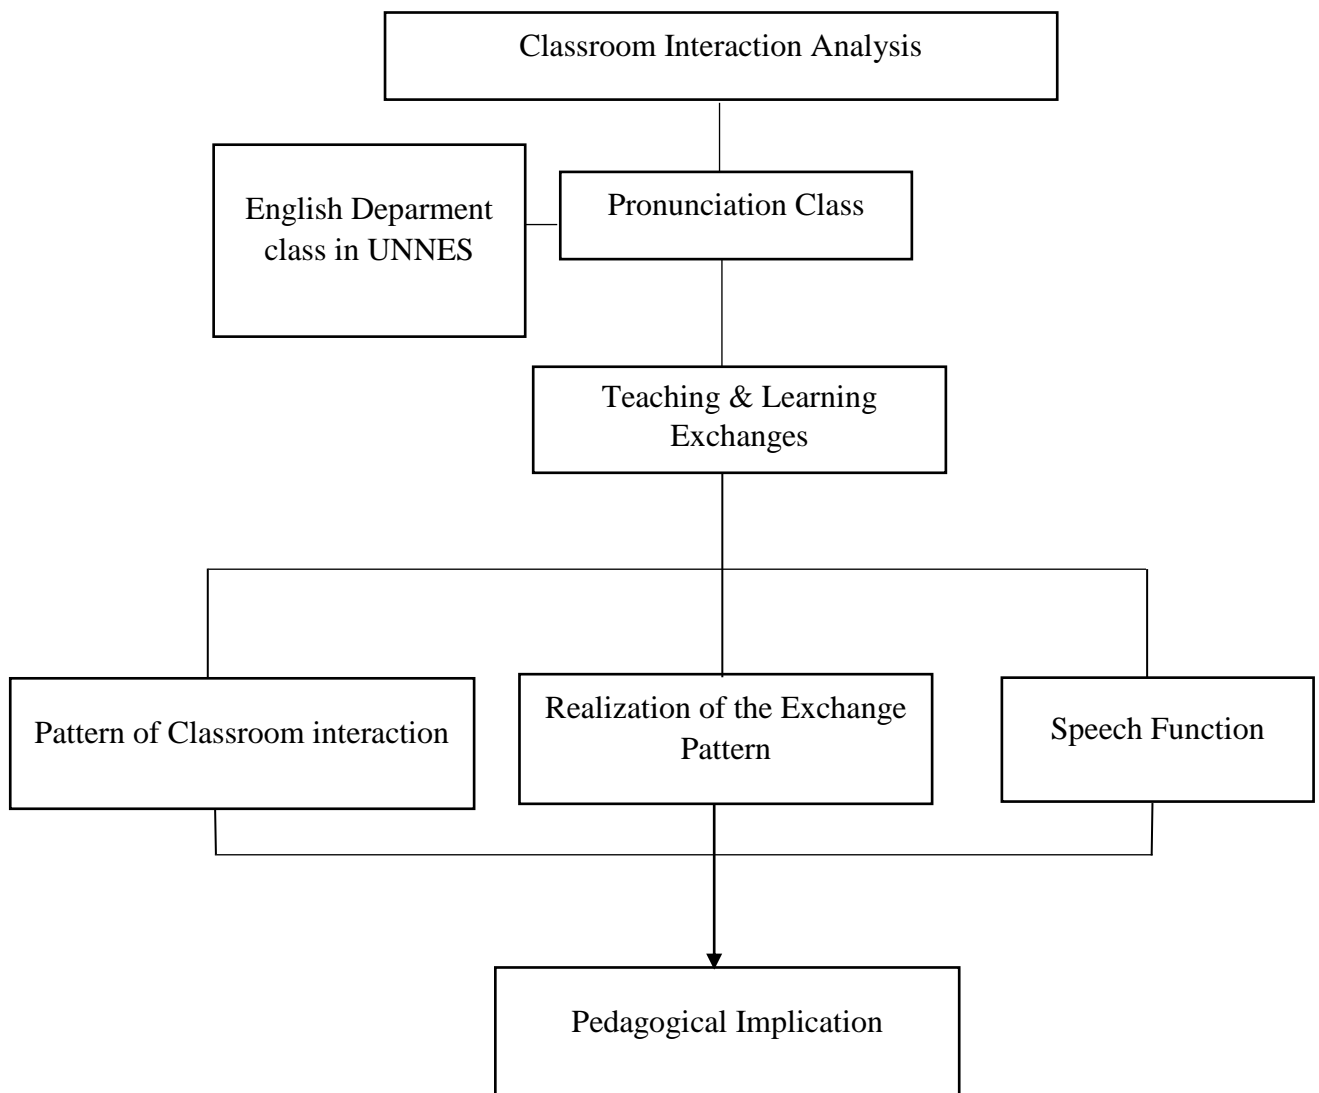 Classroom Interaction Analysis
English Deparment
class in UNNES
Pronunciation Class
Teaching & Learning
Exchanges
Pattern of Classroom interaction
Realization of the Exchange
Pattern
Speech Function
Pedagogical Implication